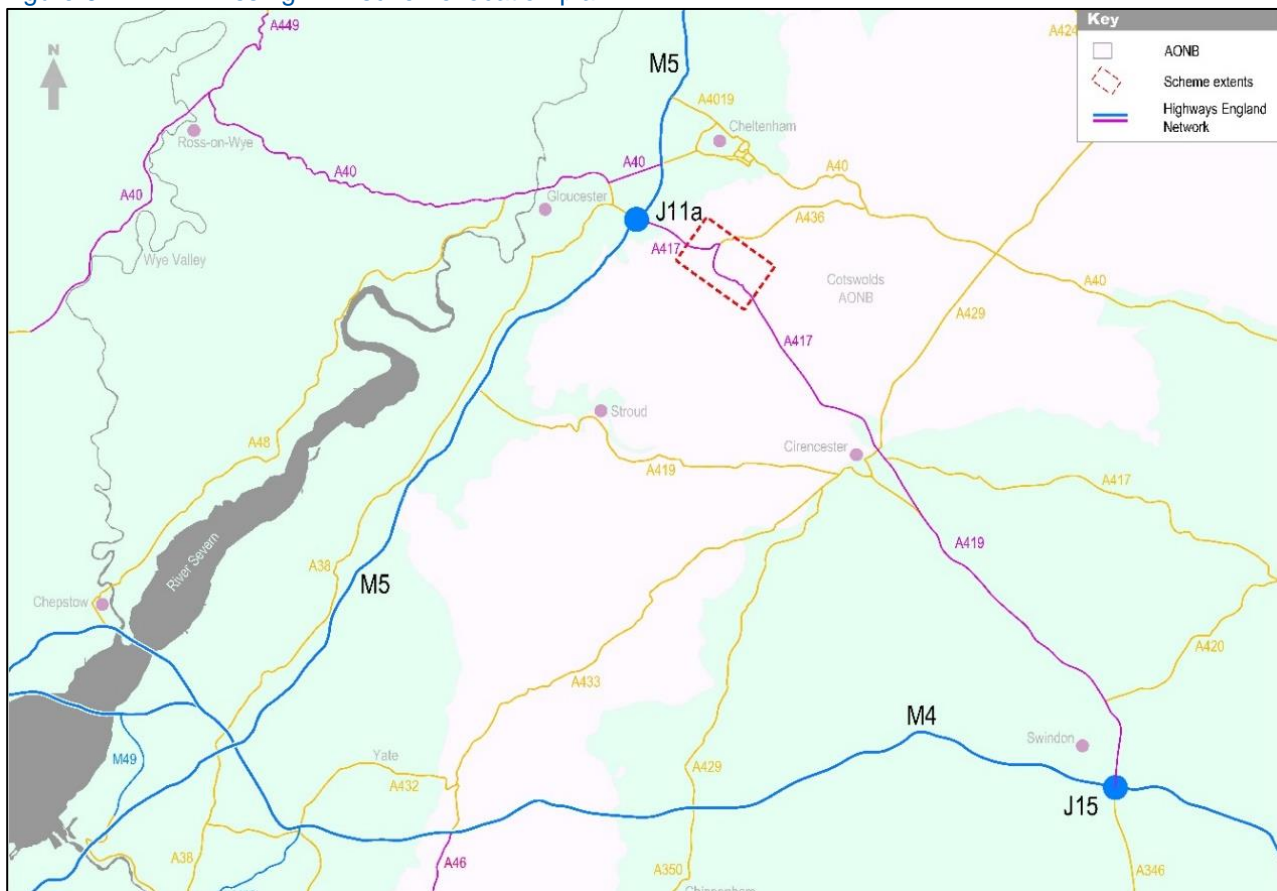 N
A449
M5
A424
Key
AONB
Scheme extents
Highways England
Network
A4019
Cheltenham
Ross-on-Wye
A40
A40
A40
A40
Gloucester
J11a
A436
A417
Wye Valley
Cotswolds
AONB
A429
A40
A417
Stroud
A48
Cirencester
A419
A417
River Severn
A419
Chepstow
A38
M5
A420
A433
M4
Swindon
M49
Yate
A432
A429
J15
A38
A46
A350
A346